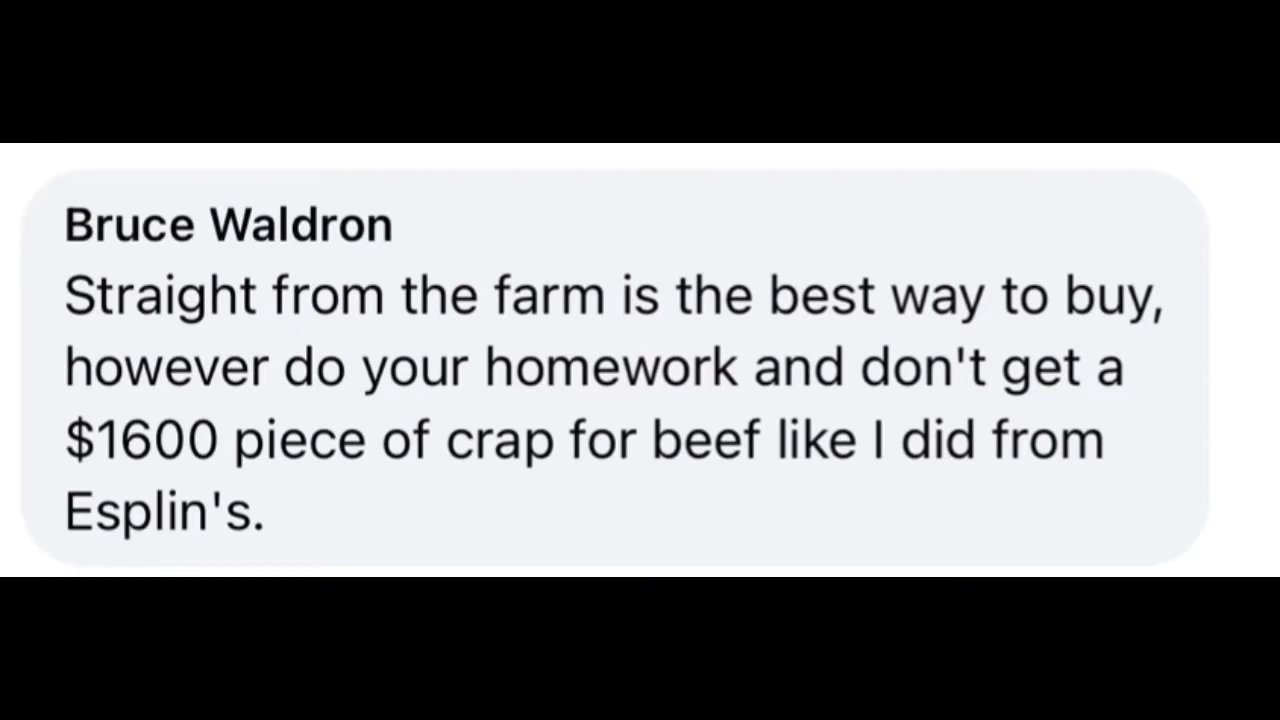 Bruce Waldron
Straight from the farm is the best way to buy,
however do your homework and don't get a
$1600 piece of crap for beef like I did from
Esplin's.